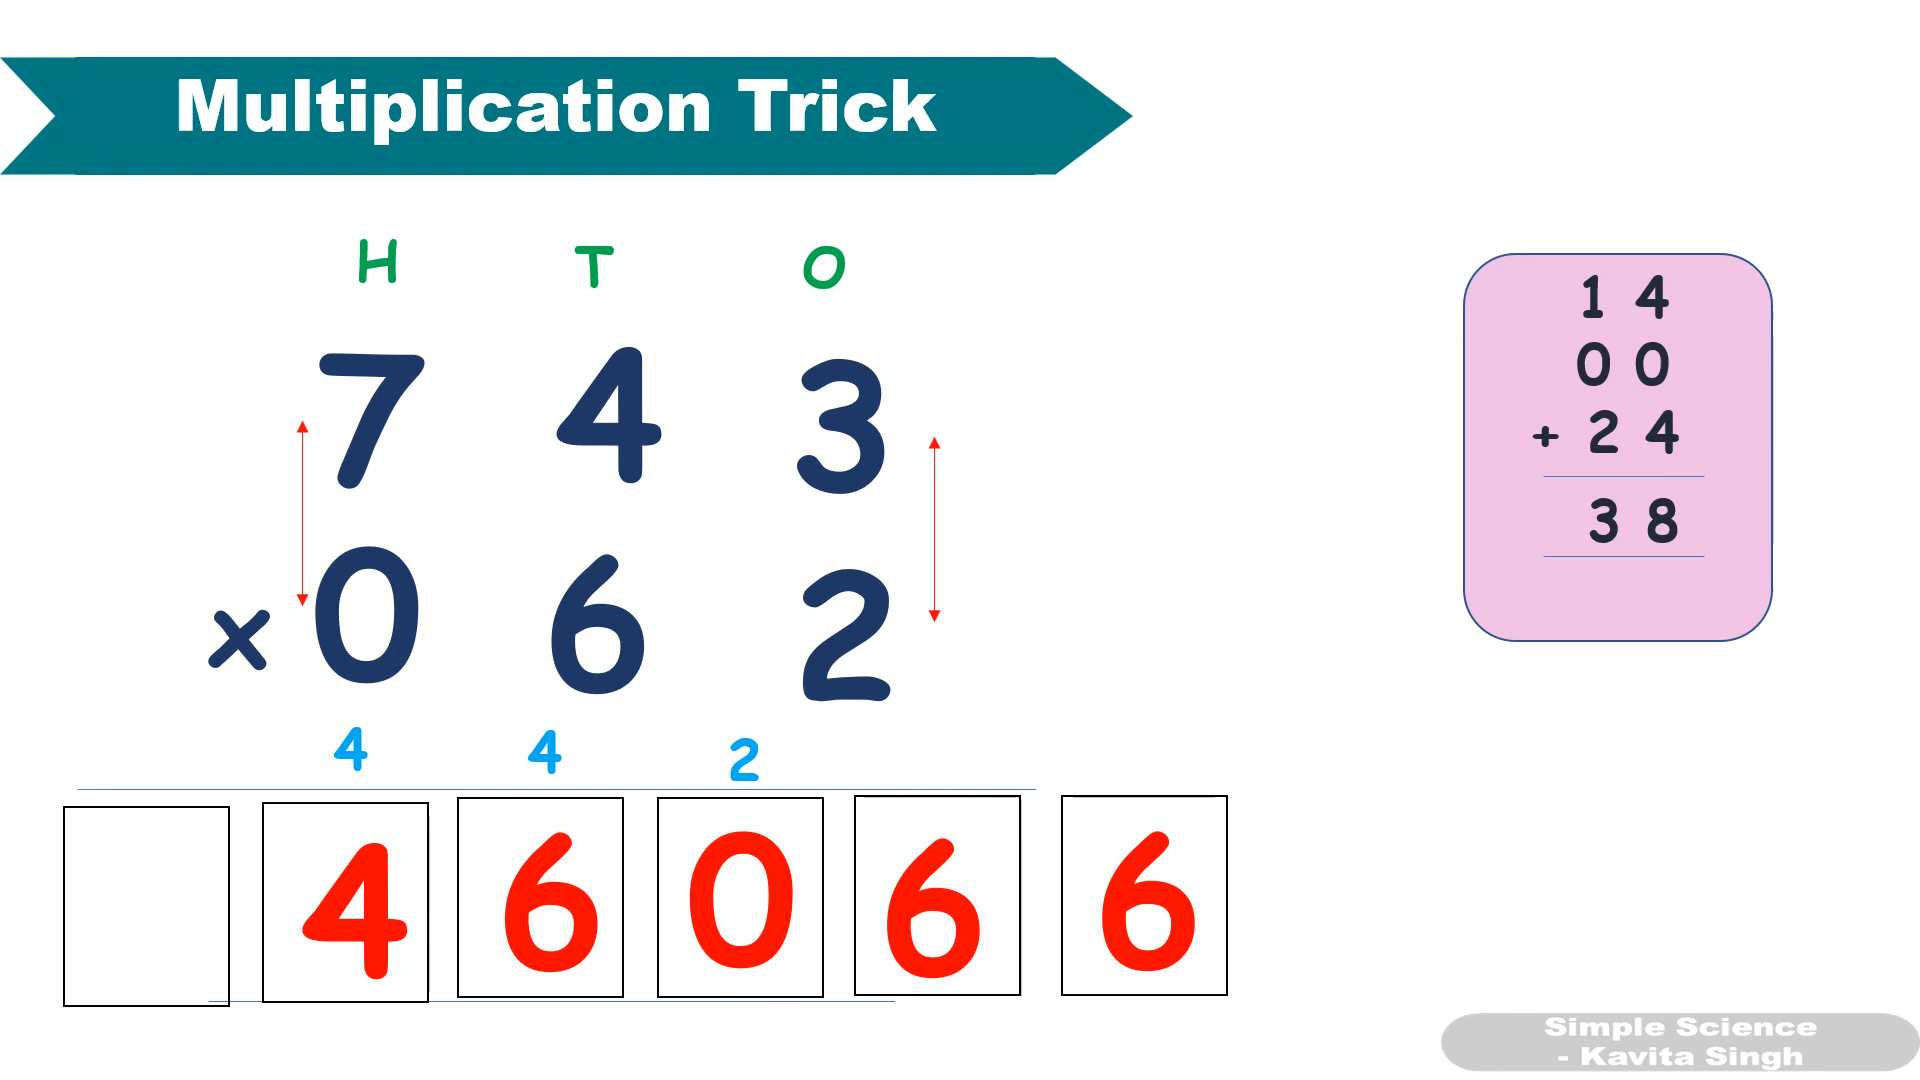 Multiplication Trick
H T O
7 4 3
× 0 6 2
4 4 2
4 6 0 6 6
1 4
0 0
+ 2 4
3 8
Simple Science
- Kavita Singh